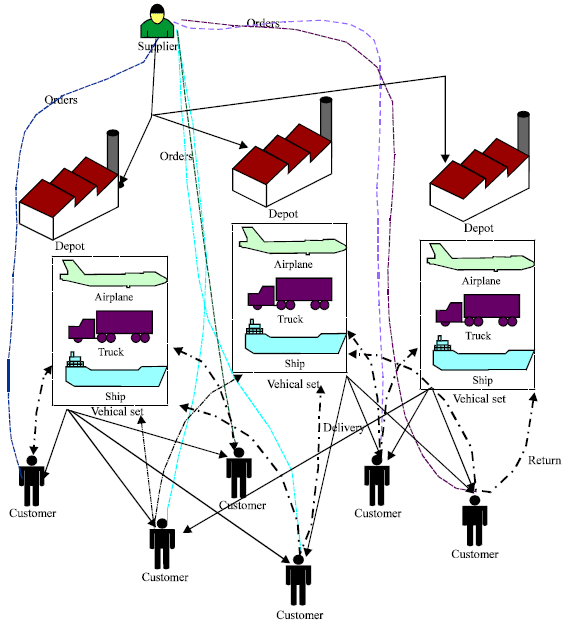 Orders
Supplier
Orders
Orders
Depot
Depot
Depot
Airplane
Truck
Ship
Vehical set
Airplane
Truck
Ship
Vehical set
Airplane
Truck
Ship
Vehical set
Delivery
Return
Customer
Customer
Customer
Customer
Customer
Customer